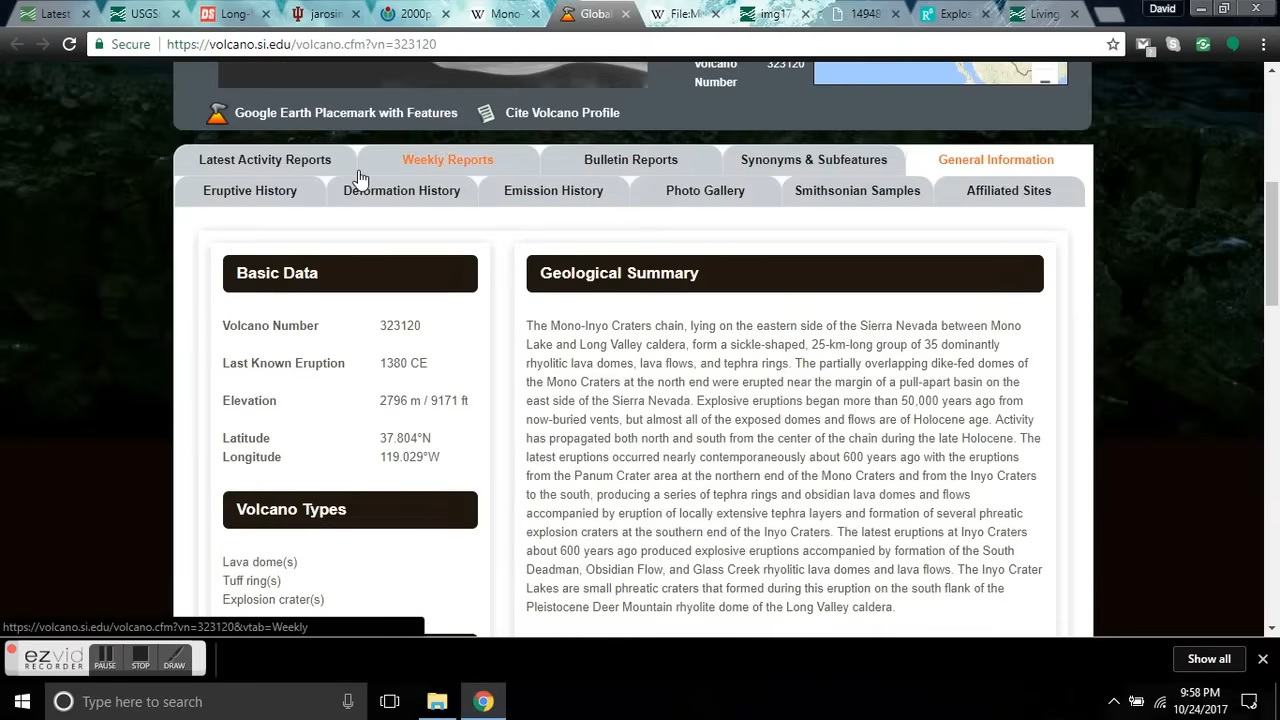 Latest
USGS
Long-
jarosin
2000p
Mono-
Global
File:M
img17
14948
Explos
Living
David
Secure
https://volcano.si.edu/volcano.cfm?vn=323120
Volcano
Number
323120
Google Earth Placemark with Features
Cite Volcano Profile
Latest Activity Reports
Weekly Reports
Bulletin Reports
Synonyms & Subfeatures
General Information
Eruptive History
Deformation History
Emission History
Photo Gallery
Smithsonian Samples
Affiliated Sites
Basic Data
Volcano Number 323120
Last Known Eruption 1380 CE
Elevation 2796 m / 9171 ft
Latitude 37.804°N
Longitude 119.029°W
Volcano Types
Lava dome(s)
Tuff ring(s)
Explosion crater(s)
Geological Summary
The Mono-Inyo Craters chain, lying on the eastern side of the Sierra Nevada between Mono
Lake and Long Valley caldera, form a sickle-shaped, 25-km-long group of 35 dominantly
rhyolitic lava domes, lava flows, and tephra rings. The partially overlapping dike-fed domes of
the Mono Craters at the north end were erupted near the margin of a pull-apart basin on the
east side of the Sierra Nevada. Explosive eruptions began more than 50,000 years ago from
now-buried vents, but almost all of the exposed domes and flows are of Holocene age. Activity
has propagated both north and south from the center of the chain during the late Holocene. The
latest eruptions occurred nearly contemporaneously about 600 years ago with the eruptions
from the Panum Crater area at the northern end of the Mono Craters and from the Inyo Craters
to the south, producing a series of tephra rings and obsidian lava domes and flows
accompanied by eruption of locally extensive tephra layers and formation of several phreatic
explosion craters at the southern end of the Inyo Craters. The latest eruptions at Inyo Craters
about 600 years ago produced explosive eruptions accompanied by formation of the South
Deadman, Obsidian Flow, and Glass Creek rhyolitic lava domes and lava flows. The Inyo Crater
Lakes are small phreatic craters that formed during this eruption on the south flank of the
Pleistocene Deer Mountain rhyolite dome of the Long Valley caldera.
https://volcano.si.edu/volcano.cfm?vn=323120&vtab=Weekly
ezvid
RECORDER
PAUSE
STOP
DRAW
Show all
Type here to search
9:58 PM
10/24/2017